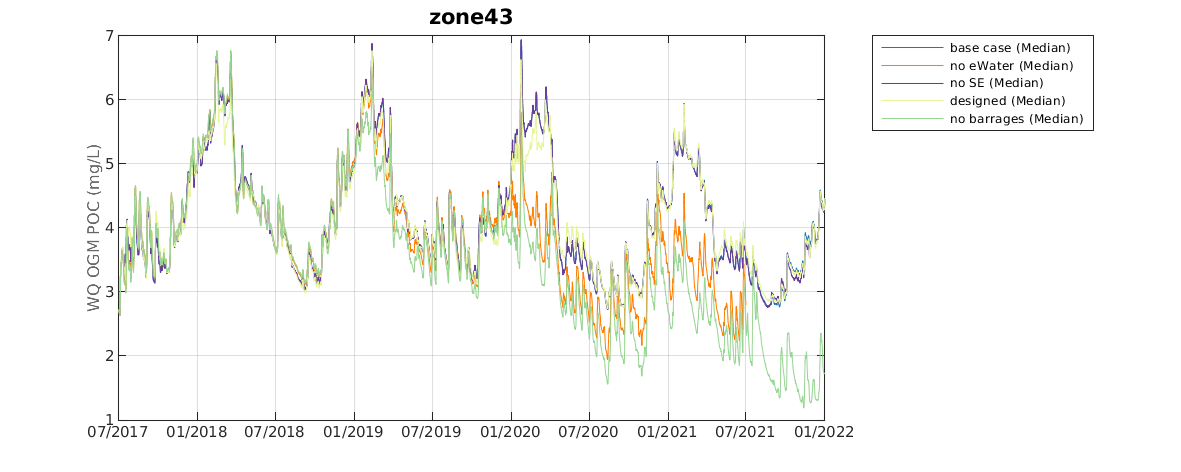 zone43
WQ OGM POC (mg/L)
7
6
5
4
3
2
1
07/2017 01/2018 07/2018 01/2019 07/2019 01/2020 07/2020 01/2021 07/2021 01/2022
base case (Median)
no eWater (Median)
no SE (Median)
designed (Median)
no barrages (Median)